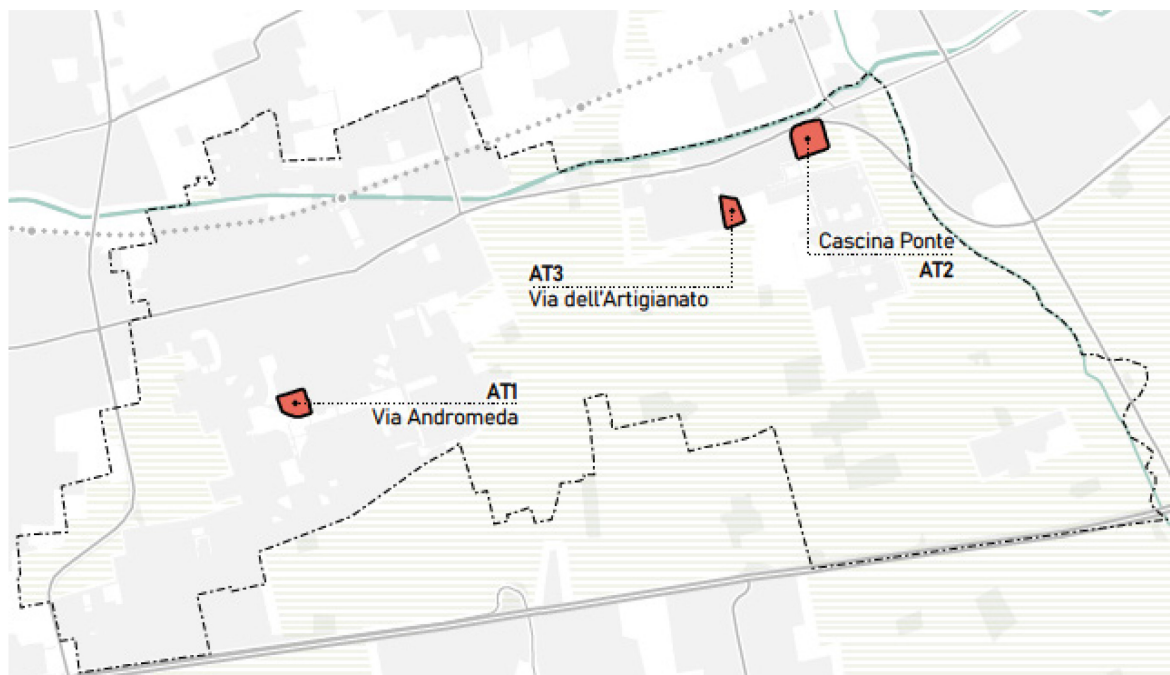 Cascina Ponte
AT2
AT3
Via dell'Artigianato
AT1
Via Andromeda